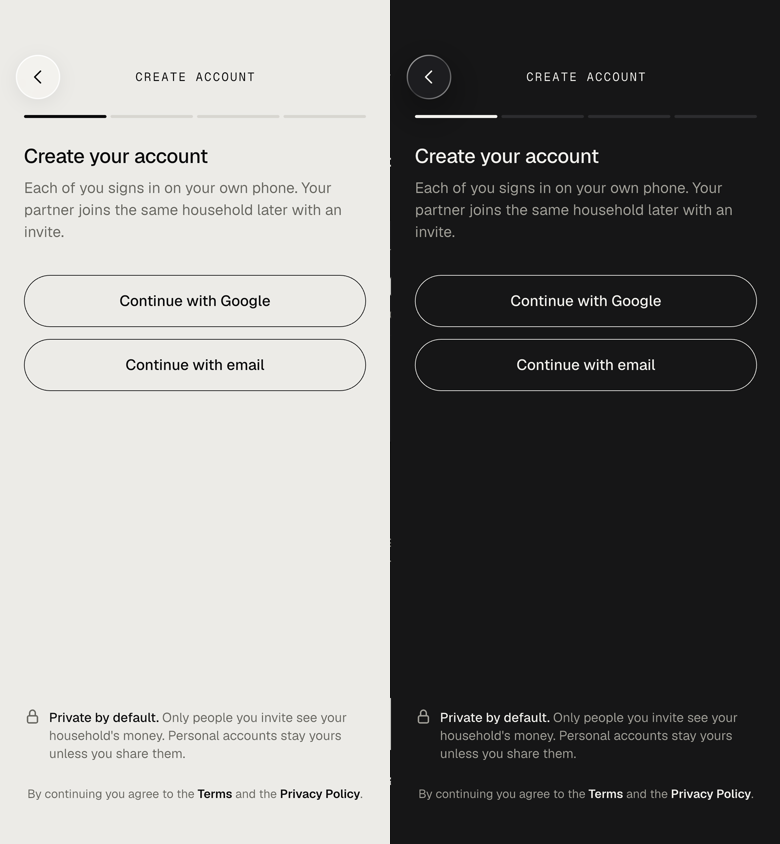 CREATE ACCOUNT
Create your account
Each of you signs in on your own phone. Your
partner joins the same household later with an
invite.
Continue with Google
Continue with email
Private by default. Only people you invite see your
household's money. Personal accounts stay yours
unless you share them.
By continuing you agree to the Terms and the Privacy Policy.
CREATE ACCOUNT
Create your account
Each of you signs in on your own phone. Your
partner joins the same household later with an
invite.
Continue with Google
Continue with email
Private by default. Only people you invite see your
household's money. Personal accounts stay yours
unless you share them.
By continuing you agree to the Terms and the Privacy Policy.